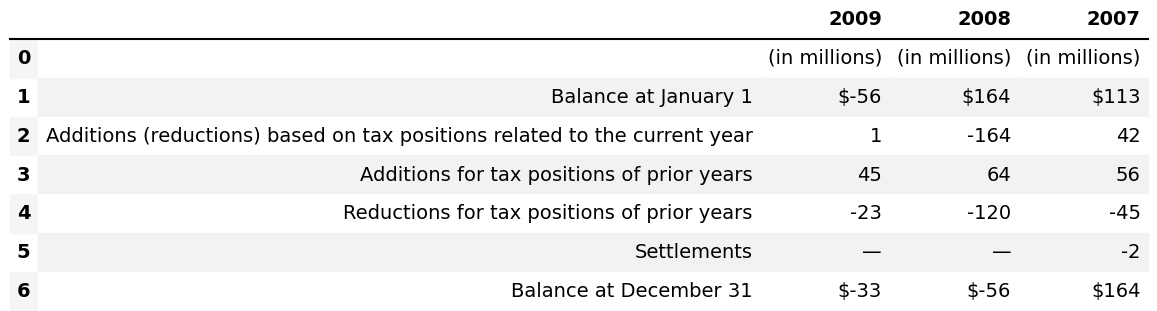 2009 2008 2007
0 (in millions) (in millions) (in millions)
1 Balance at January 1 $-56 $164 $113
2 Additions (reductions) based on tax positions related to the current year 1 -164 42
3 Additions for tax positions of prior years 45 64 56
4 Reductions for tax positions of prior years -23 -120 -45
5 Settlements — — -2
6 Balance at December 31 $-33 $-56 $164